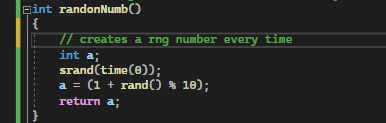 int randonNumb()
{
// creates a rng number every time
int a;
srand(time(0));
a = (1 + rand() % 10);
return a;
}